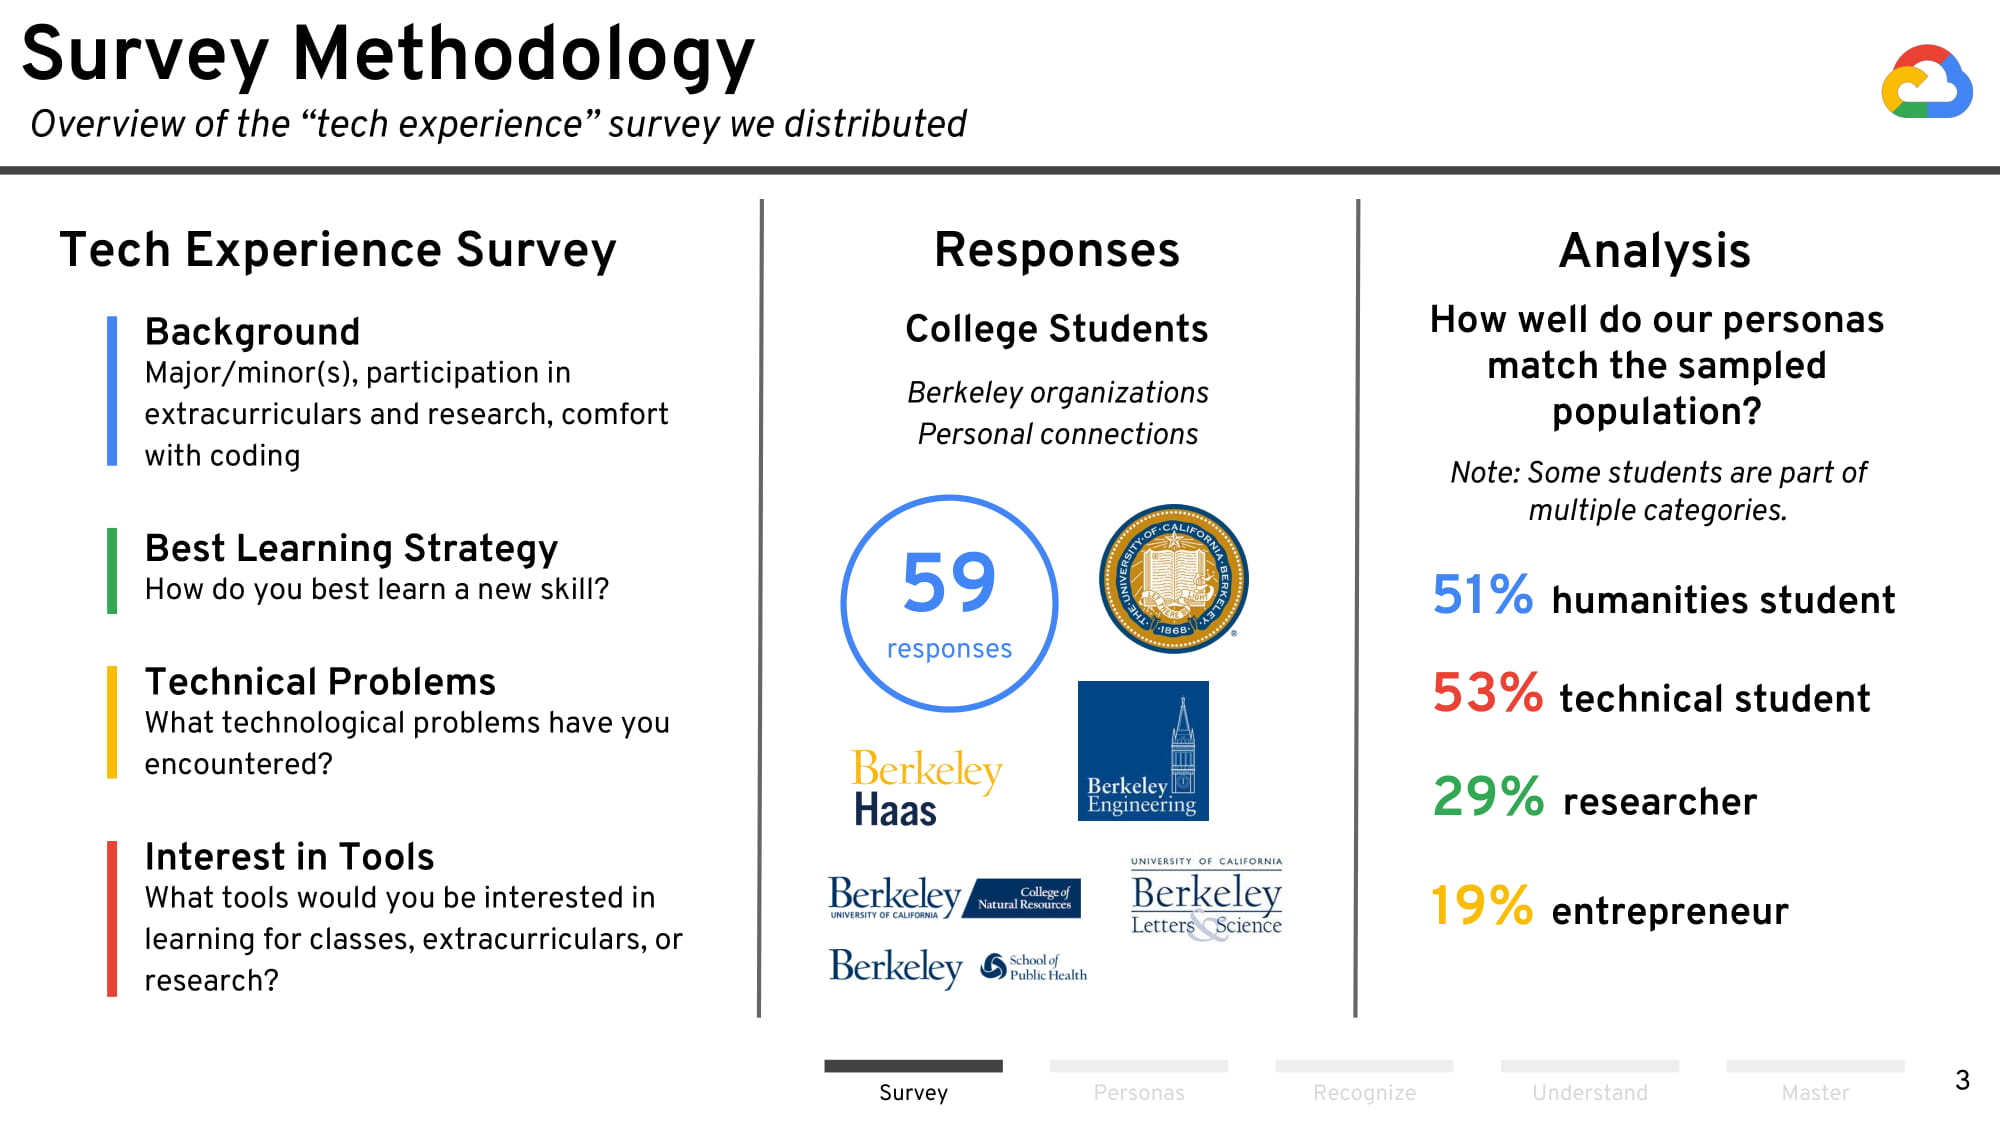 Survey Methodology
Overview of the “tech experience” survey we distributed
Tech Experience Survey
Background
Major/minor(s), participation in
extracurriculars and research, comfort
with coding
Best Learning Strategy
How do you best learn a new skill?
Technical Problems
What technological problems have you
encountered?
Interest in Tools
What tools would you be interested in
learning for classes, extracurriculars, or
research?
Responses
College Students
Berkeley organizations
Personal connections
59
responses
THE·UNIVERSITY·OF·CALIFORNIA·BERKELEY·
LET THERE BE LIGHT
·1868·
®
Berkeley
Haas
Berkeley
Engineering
Berkeley
UNIVERSITY OF CALIFORNIA
College of
Natural Resources
UNIVERSITY OF CALIFORNIA
Berkeley
Letters & Science
Berkeley
School of
Public Health
Analysis
How well do our personas
match the sampled
population?
Note: Some students are part of
multiple categories.
51% humanities student
53% technical student
29% researcher
19% entrepreneur
Survey
Personas
Recognize
Understand
Master
3